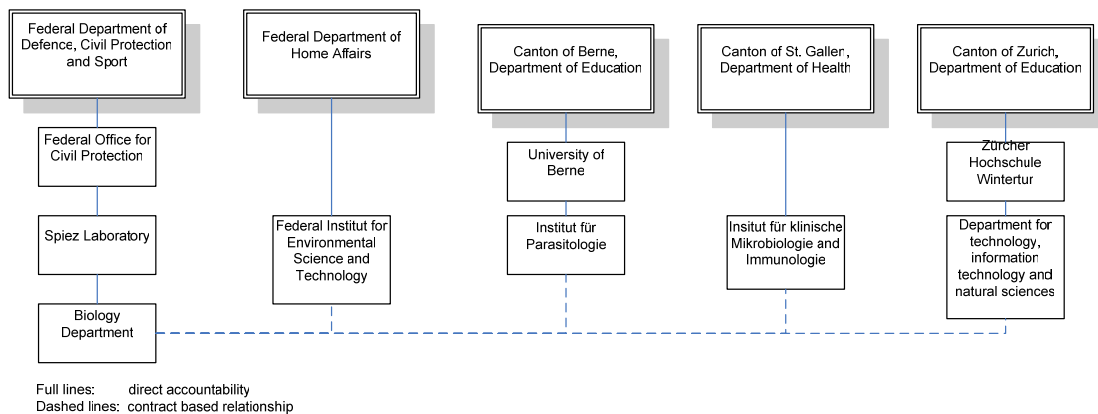 Federal Department of
Defence, Civil Protection
and Sport
Federal Department of
Home Affairs
Canton of Berne,
Department of Education
Canton of St. Gallen,
Department of Health
Canton of Zurich,
Department of Education
Federal Office for
Civil Protection
University of
Berne
Zürcher
Hochschule
Wintertur
Spiez Laboratory
Federal Institut for
Environmental
Science and
Technology
Institut für
Parasitologie
Insitut für klinische
Mikrobiologie and
Immunologie
Department for
technology,
information
technology and
natural sciences
Biology
Department
Full lines: direct accountability
Dashed lines: contract based relationship